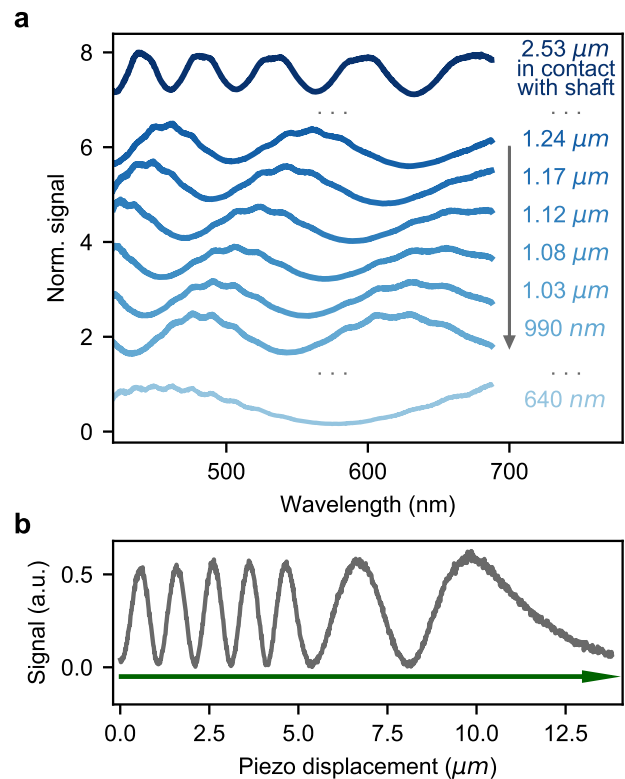 a
8
6
4
2
0
Norm. signal
2.53 μm
in contact
with shaft
. . . . . .
1.24 μm
1.17 μm
1.12 μm
1.08 μm
1.03 μm
990 nm
. . . . . .
640 nm
500 600 700
Wavelength (nm)
b
0.5
0.0
Signal (a.u.)
0.0 2.5 5.0 7.5 10.0 12.5
Piezo displacement (μm)